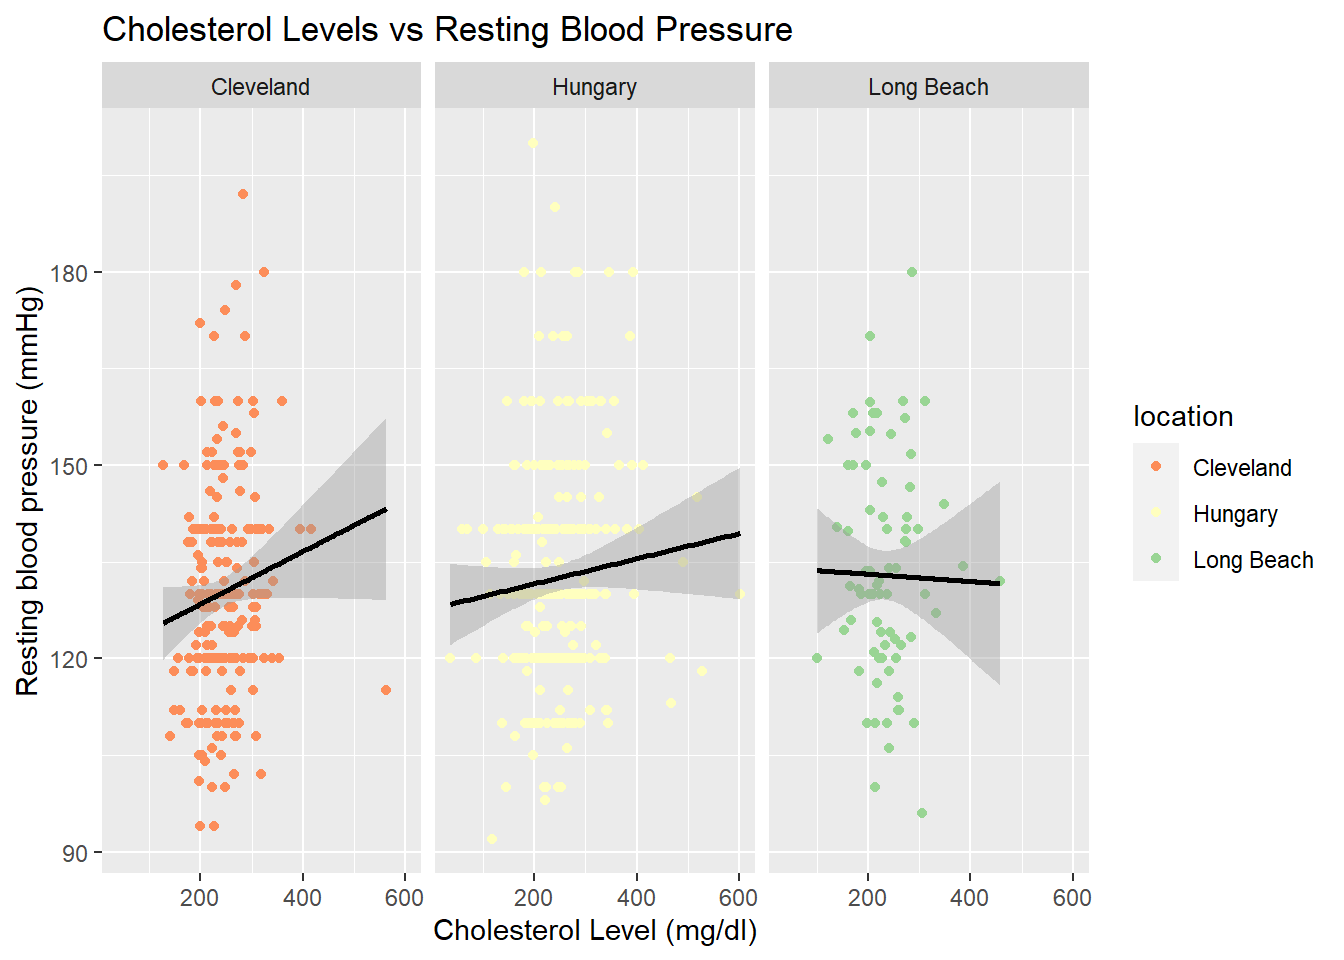 Cholesterol Levels vs Resting Blood Pressure
Cleveland
Hungary
Long Beach
Resting blood pressure (mmHg)
180
150
120
90
200
400
600
200
400
600
200
400
600
Cholesterol Level (mg/dl)
location
Cleveland
Hungary
Long Beach